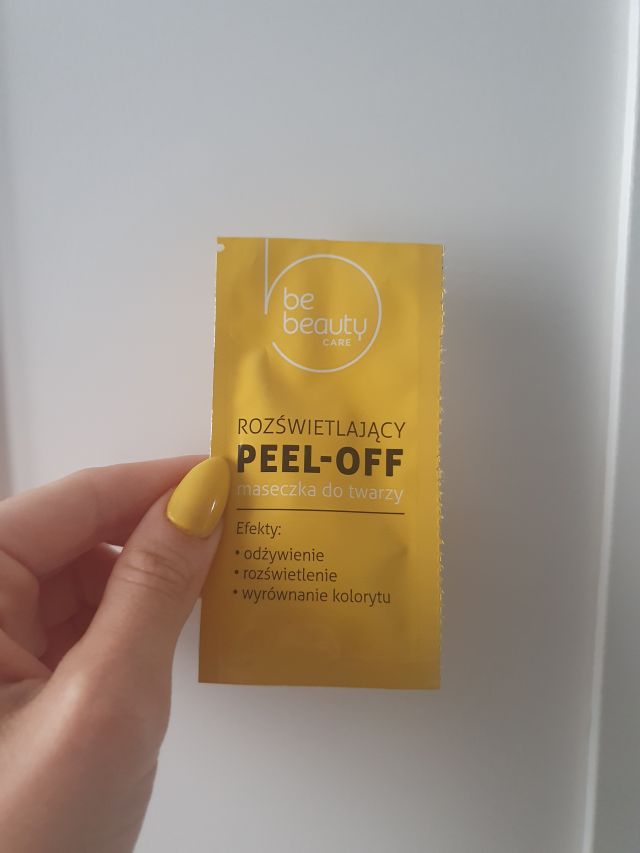 be
beauty
CARE
ROZŚWIETLAJĄCY
PEEL-OFF
maseczka do twarzy
Efekty:
• odżywienie
• rozświetlenie
• wyrównanie kolorytu